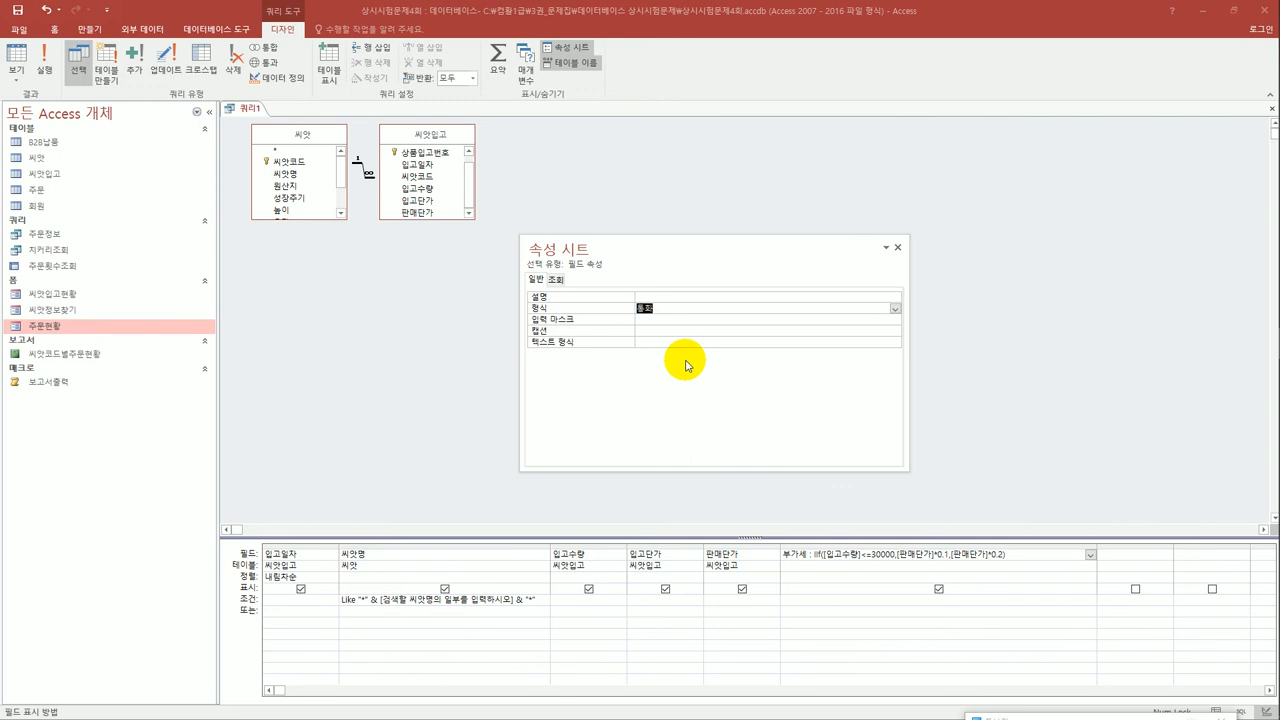 쿼리 도구
상시시험문제4회 : 데이터베이스- C:₩컴활1급₩3권_문제집₩데이터베이스 상시시험문제₩상시시험문제4회.accdb (Access 2007 - 2016 파일 형식) - Access
파일 홈 만들기 외부 데이터 데이터베이스 도구 디자인 수행할 작업을 알려 주세요. 로그인
보기 실행 선택 테이블 만들기 추가 업데이트 크로스탭 삭제 통합 통과 데이터 정의 테이블 표시 행 삽입 행 삭제 작성기 열 삽입 열 삭제 반환: 모두 요약 매개 변수 속성 시트 테이블 이름
결과 쿼리 유형 쿼리 설정 표시/숨기기
모든 Access 개체
테이블
B2B납품
씨앗
씨앗입고
주문
회원
쿼리
주문정보
치커리조회
주문횟수조회
폼
씨앗입고현황
씨앗정보찾기
주문현황
보고서
씨앗코드별주문현황
매크로
보고서출력
쿼리1
씨앗
*
씨앗코드
씨앗명
원산지
성장주기
높이
씨앗입고
상품입고번호
입고일자
씨앗코드
입고수량
입고단가
판매단가
1
∞
속성 시트
선택 유형: 필드 속성
일반 조회
설명
형식 통화
입력 마스크
캡션
텍스트 형식
필드: 입고일자 씨앗명 입고수량 입고단가 판매단가 부가세 : IIf([입고수량]<=30000,[판매단가]*0.1,[판매단가]*0.2)
테이블: 씨앗입고 씨앗 씨앗입고 씨앗입고 씨앗입고
정렬: 내림차순
표시:
조건: Like "*" & [검색할 씨앗명의 일부를 입력하시오] & "*"
또는:
필드 표시 방법
Num Lock
SQL